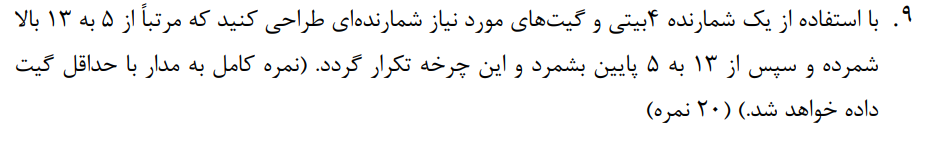 ۹. با استفاده از یک شمارنده ۴بیتی و گیت‌های مورد نیاز شمارنده‌ای طراحی کنید که مرتباً از ۵ به ۱۳ بالا
شمرده و سپس از ۱۳ به ۵ پایین بشمرد و این چرخه تکرار گردد. (نمره کامل به مدار با حداقل گیت
داده خواهد شد.) (۲۰ نمره)